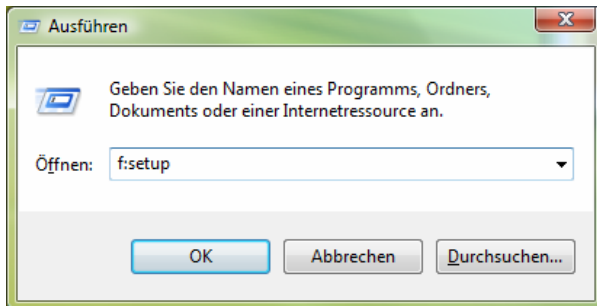 Ausführen
Geben Sie den Namen eines Programms, Ordners,
Dokuments oder einer Internetressource an.
Öffnen:
f:setup
OK
Abbrechen
Durchsuchen...